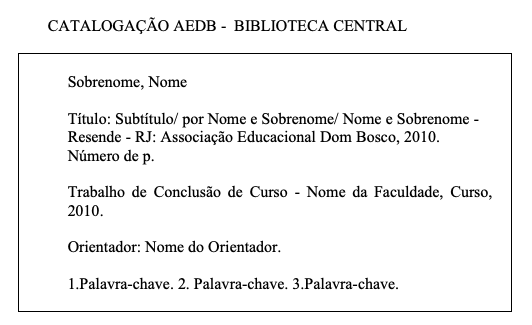 CATALOGAÇÃO AEDB - BIBLIOTECA CENTRAL
Sobrenome, Nome
Título: Subtítulo/ por Nome e Sobrenome/ Nome e Sobrenome -
Resende - RJ: Associação Educacional Dom Bosco, 2010.
Número de p.
Trabalho de Conclusão de Curso - Nome da Faculdade, Curso,
2010.
Orientador: Nome do Orientador.
1.Palavra-chave. 2. Palavra-chave. 3.Palavra-chave.